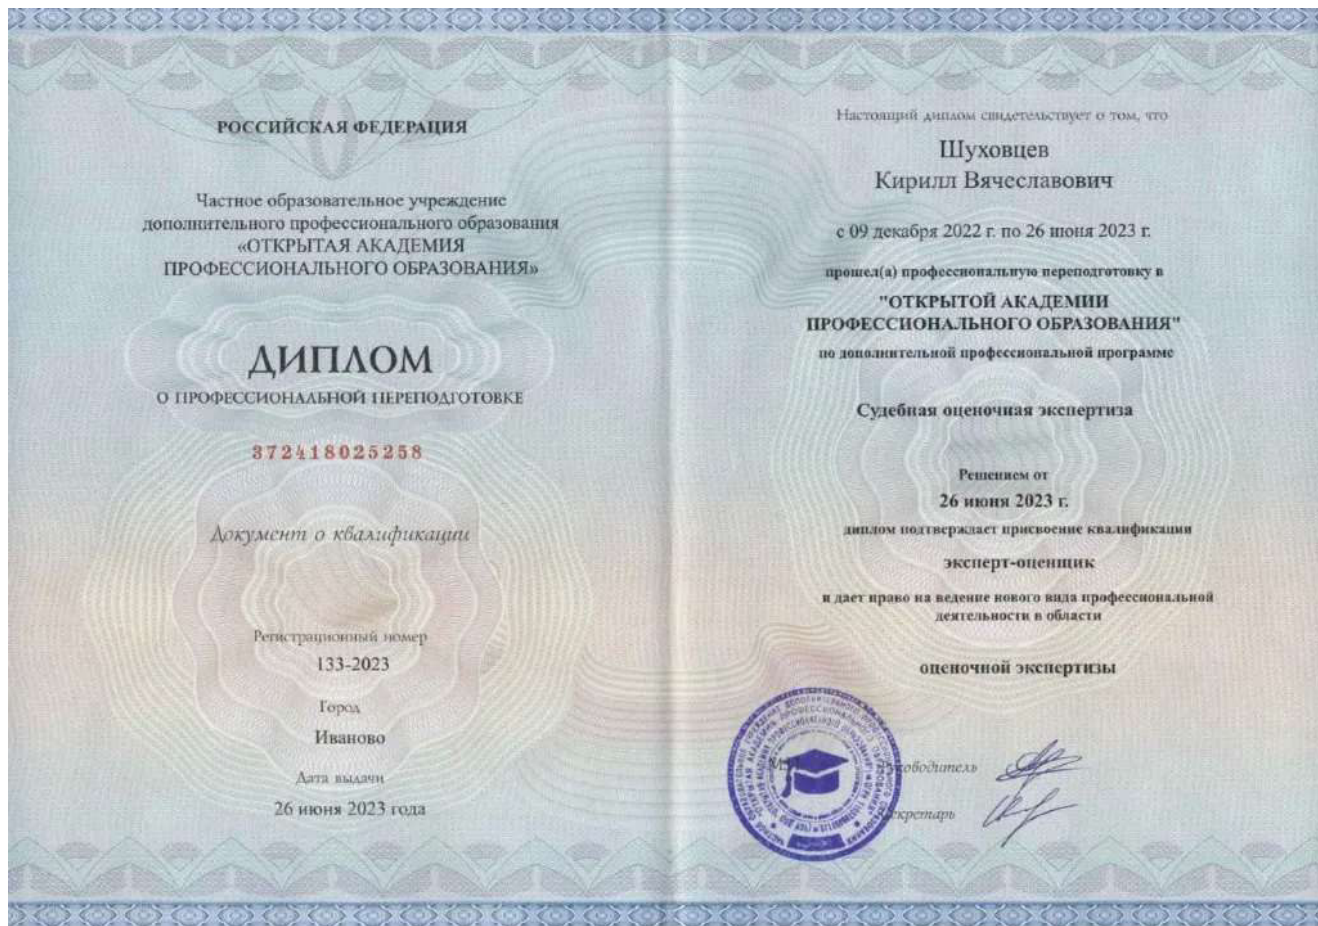 РОССИЙСКАЯ ФЕДЕРАЦИЯ
Частное образовательное учреждение
дополнительного профессионального образования
«ОТКРЫТАЯ АКАДЕМИЯ
ПРОФЕССИОНАЛЬНОГО ОБРАЗОВАНИЯ»
ДИПЛОМ
О ПРОФЕССИОНАЛЬНОЙ ПЕРЕПОДГОТОВКЕ
372418025258
Документ о квалификации
Регистрационный номер
133-2023
Город
Иваново
Дата выдачи
26 июня 2023 года
Настоящий диплом свидетельствует о том, что
Шуховцев
Кирилл Вячеславович
с 09 декабря 2022 г. по 26 июня 2023 г.
прошел(а) профессиональную переподготовку в
"ОТКРЫТОЙ АКАДЕМИИ
ПРОФЕССИОНАЛЬНОГО ОБРАЗОВАНИЯ"
по дополнительной профессиональной программе
Судебная оценочная экспертиза
Решением от
26 июня 2023 г.
диплом подтверждает присвоение квалификации
эксперт-оценщик
и дает право на ведение нового вида профессиональной
деятельности в области
оценочной экспертизы
Руководитель
Секретарь